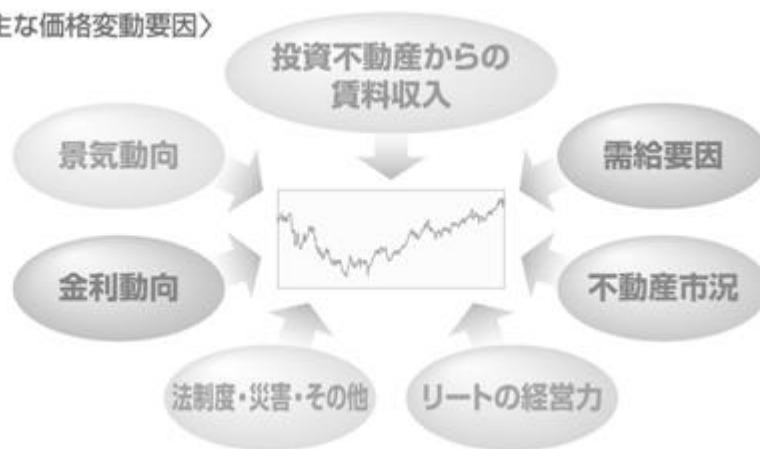 主な価格変動要因〉
投資不動産からの
賃料収入
景気動向
需給要因
金利動向
不動産市況
法制度・災害・その他
リートの経営力